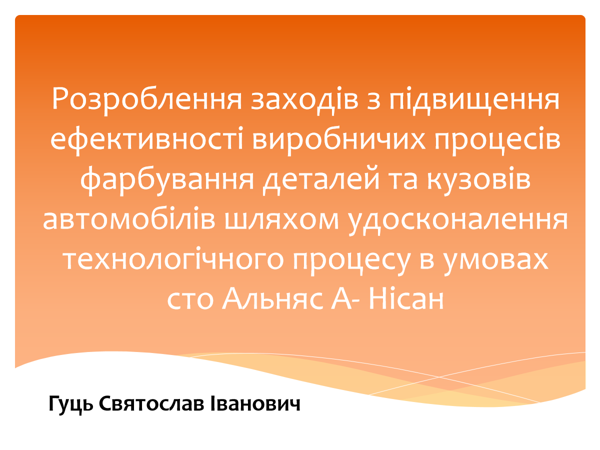 Розроблення заходів з підвищення
ефективності виробничих процесів
фарбування деталей та кузовів
автомобілів шляхом удосконалення
технологічного процесу в умовах
сто Альняс А- Нісан
Гуць Святослав Іванович